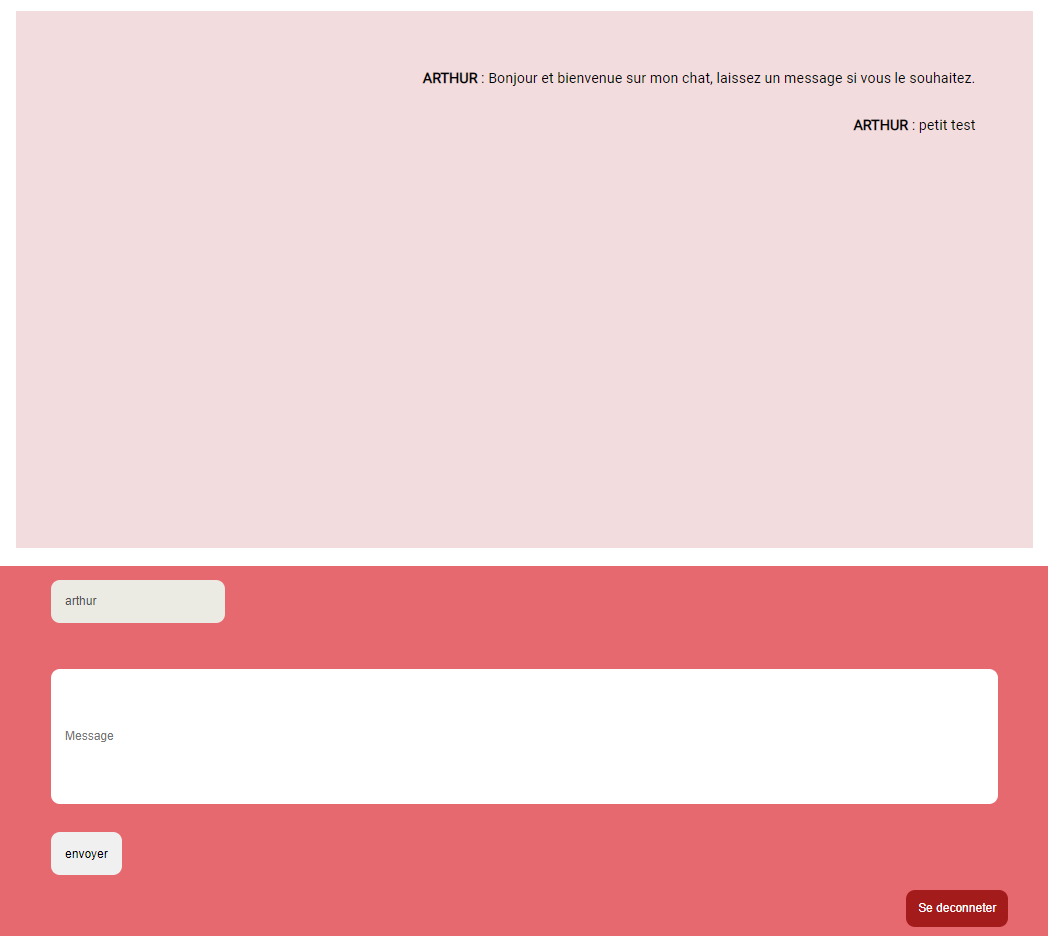 ARTHUR : Bonjour et bienvenue sur mon chat, laissez un message si vous le souhaitez.
ARTHUR : petit test
arthur
Message
envoyer
Se deconneter